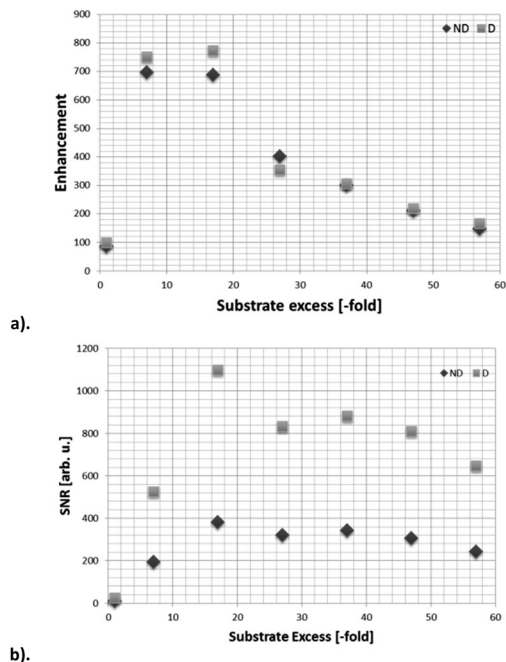 900
800
700
600
500
400
300
200
100
0
Enhancement
ND D
0 10 20 30 40 50 60
Substrate excess [-fold]
a).
1200
1000
800
600
400
200
0
SNR [arb. u.]
ND D
0 10 20 30 40 50 60
Substrate Excess [-fold]
b).